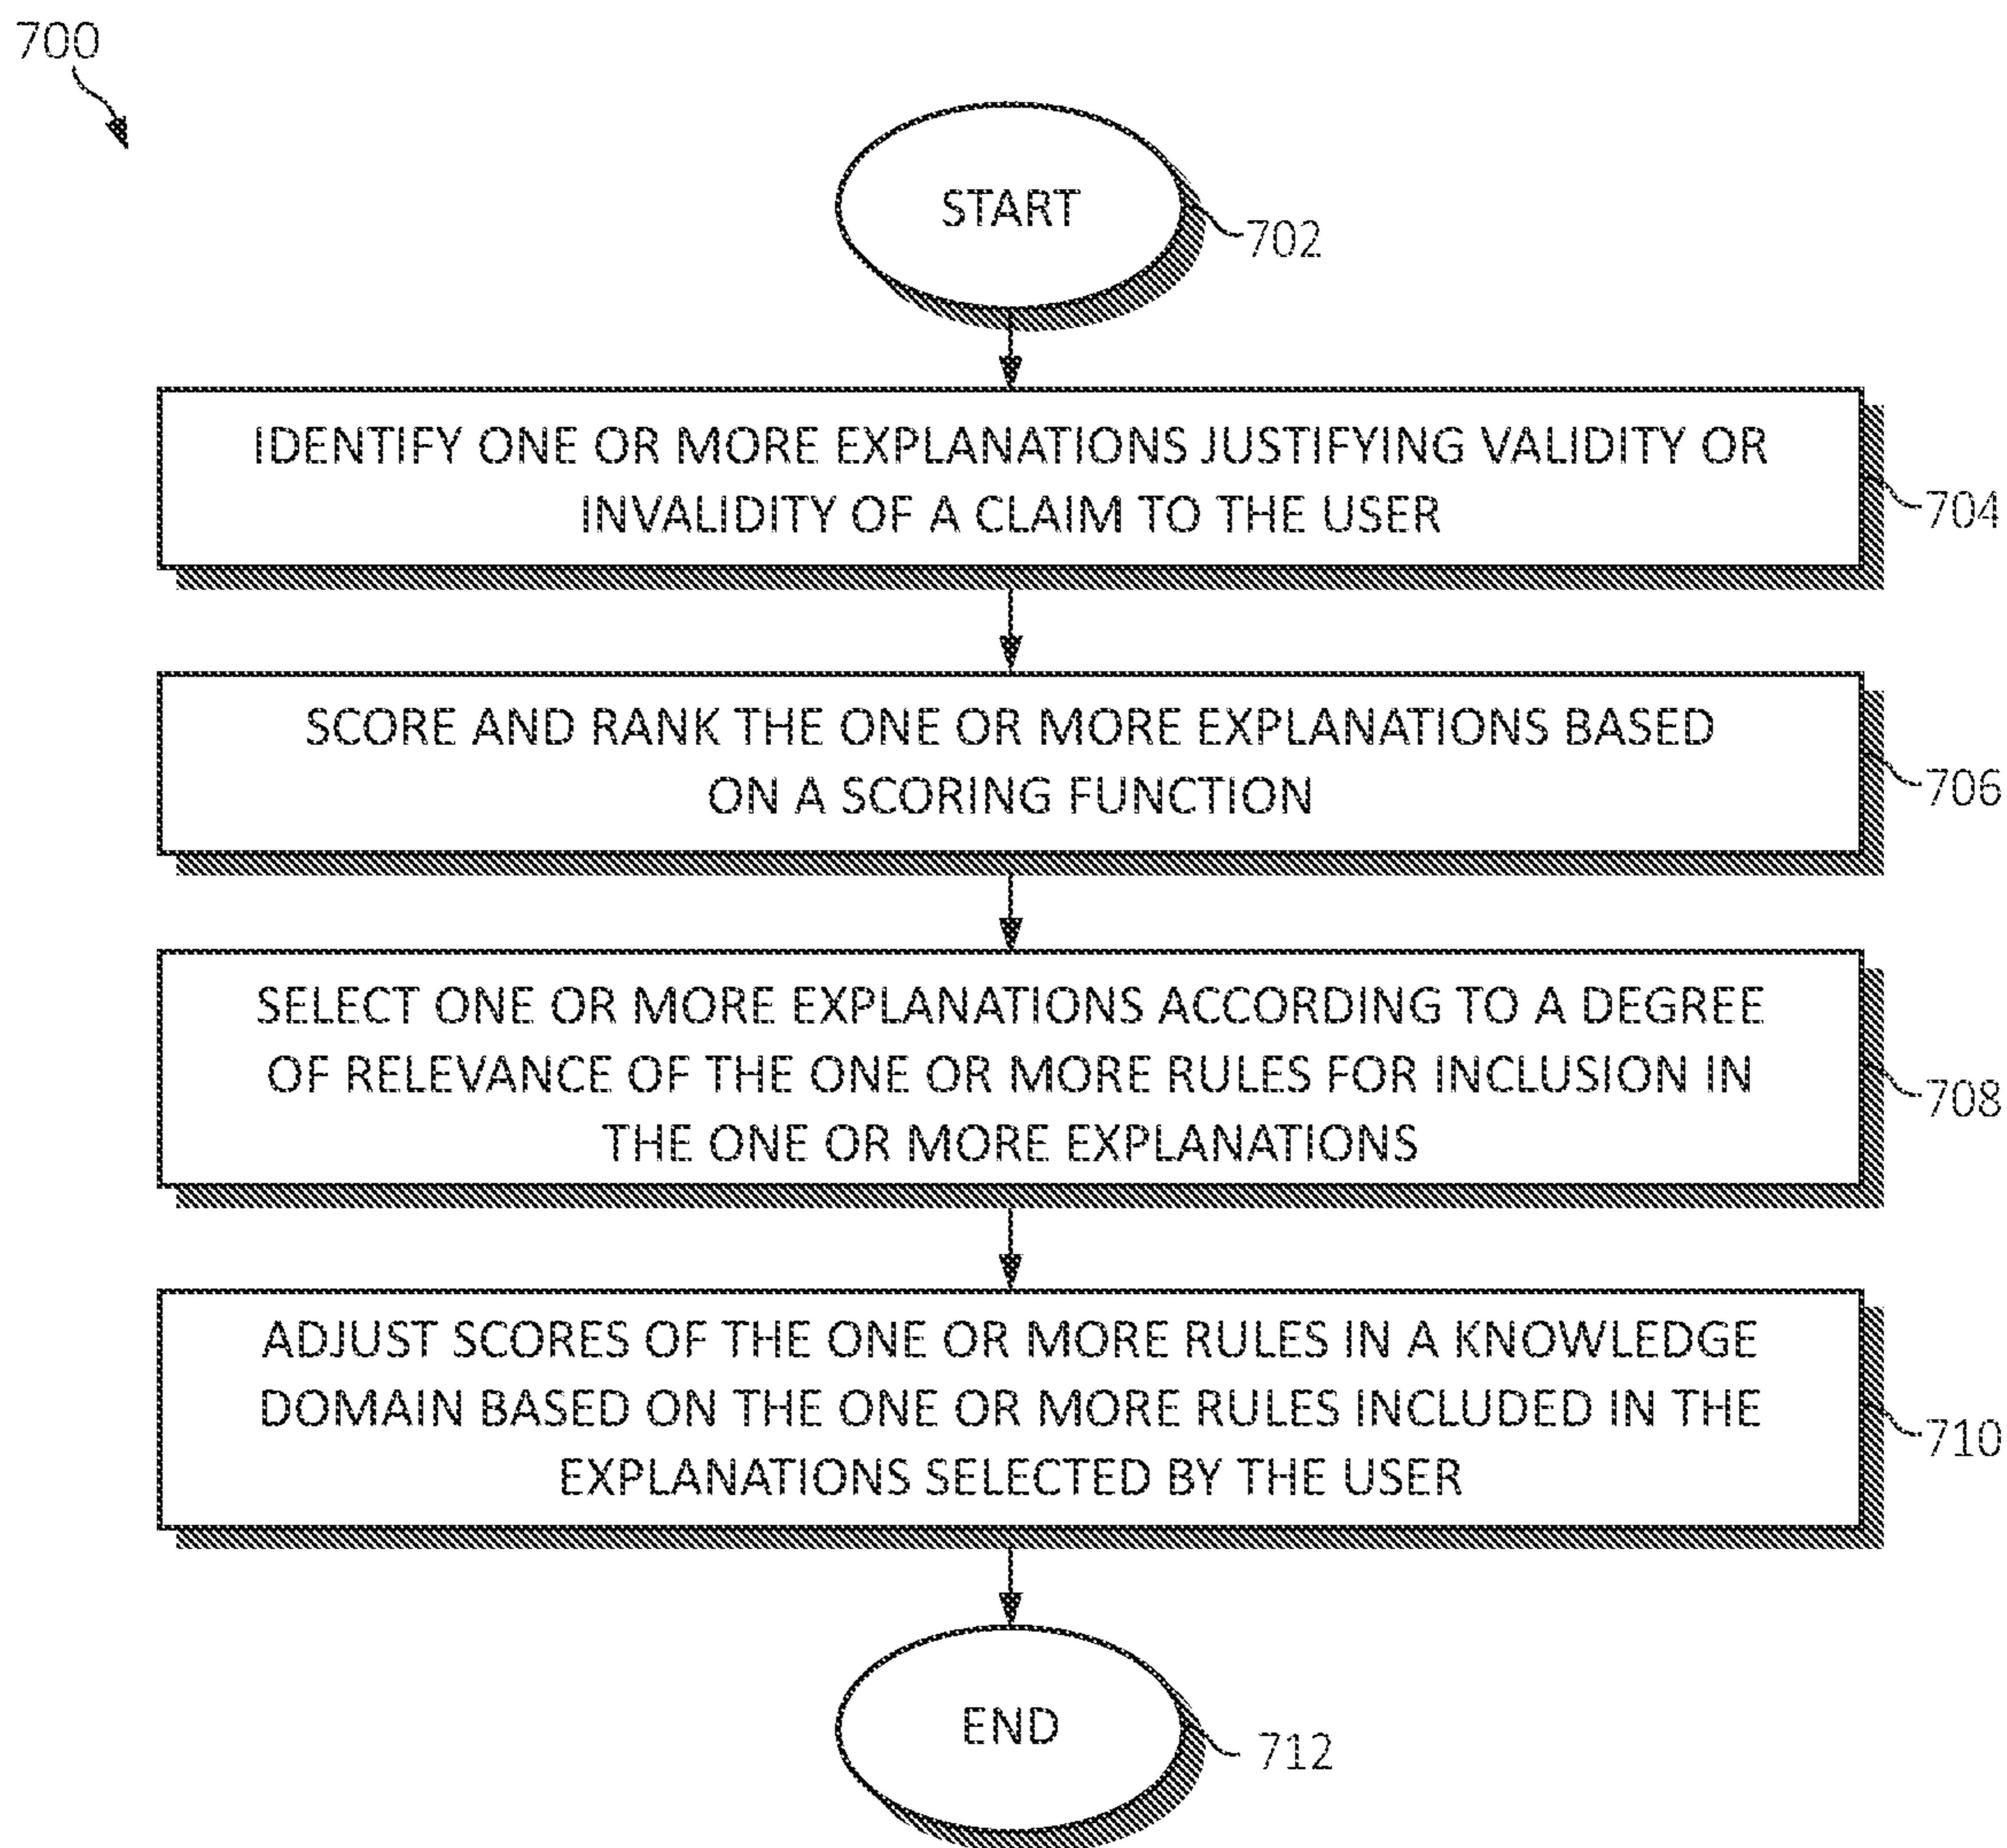 700
START
702
IDENTIFY ONE OR MORE EXPLANATIONS JUSTIFYING VALIDITY OR
INVALIDITY OF A CLAIM TO THE USER
704
SCORE AND RANK THE ONE OR MORE EXPLANATIONS BASED
ON A SCORING FUNCTION
706
SELECT ONE OR MORE EXPLANATIONS ACCORDING TO A DEGREE
OF RELEVANCE OF THE ONE OR MORE RULES FOR INCLUSION IN
THE ONE OR MORE EXPLANATIONS
708
ADJUST SCORES OF THE ONE OR MORE RULES IN A KNOWLEDGE
DOMAIN BASED ON THE ONE OR MORE RULES INCLUDED IN THE
EXPLANATIONS SELECTED BY THE USER
710
END
712